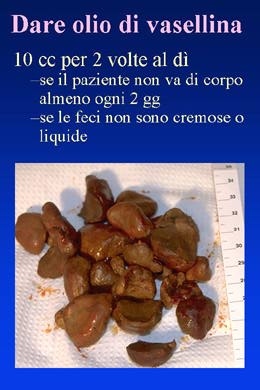 Dare olio di vasellina
10 cc per 2 volte al dì
–se il paziente non va di corpo
almeno ogni 2 gg
–se le feci non sono cremose o
liquide